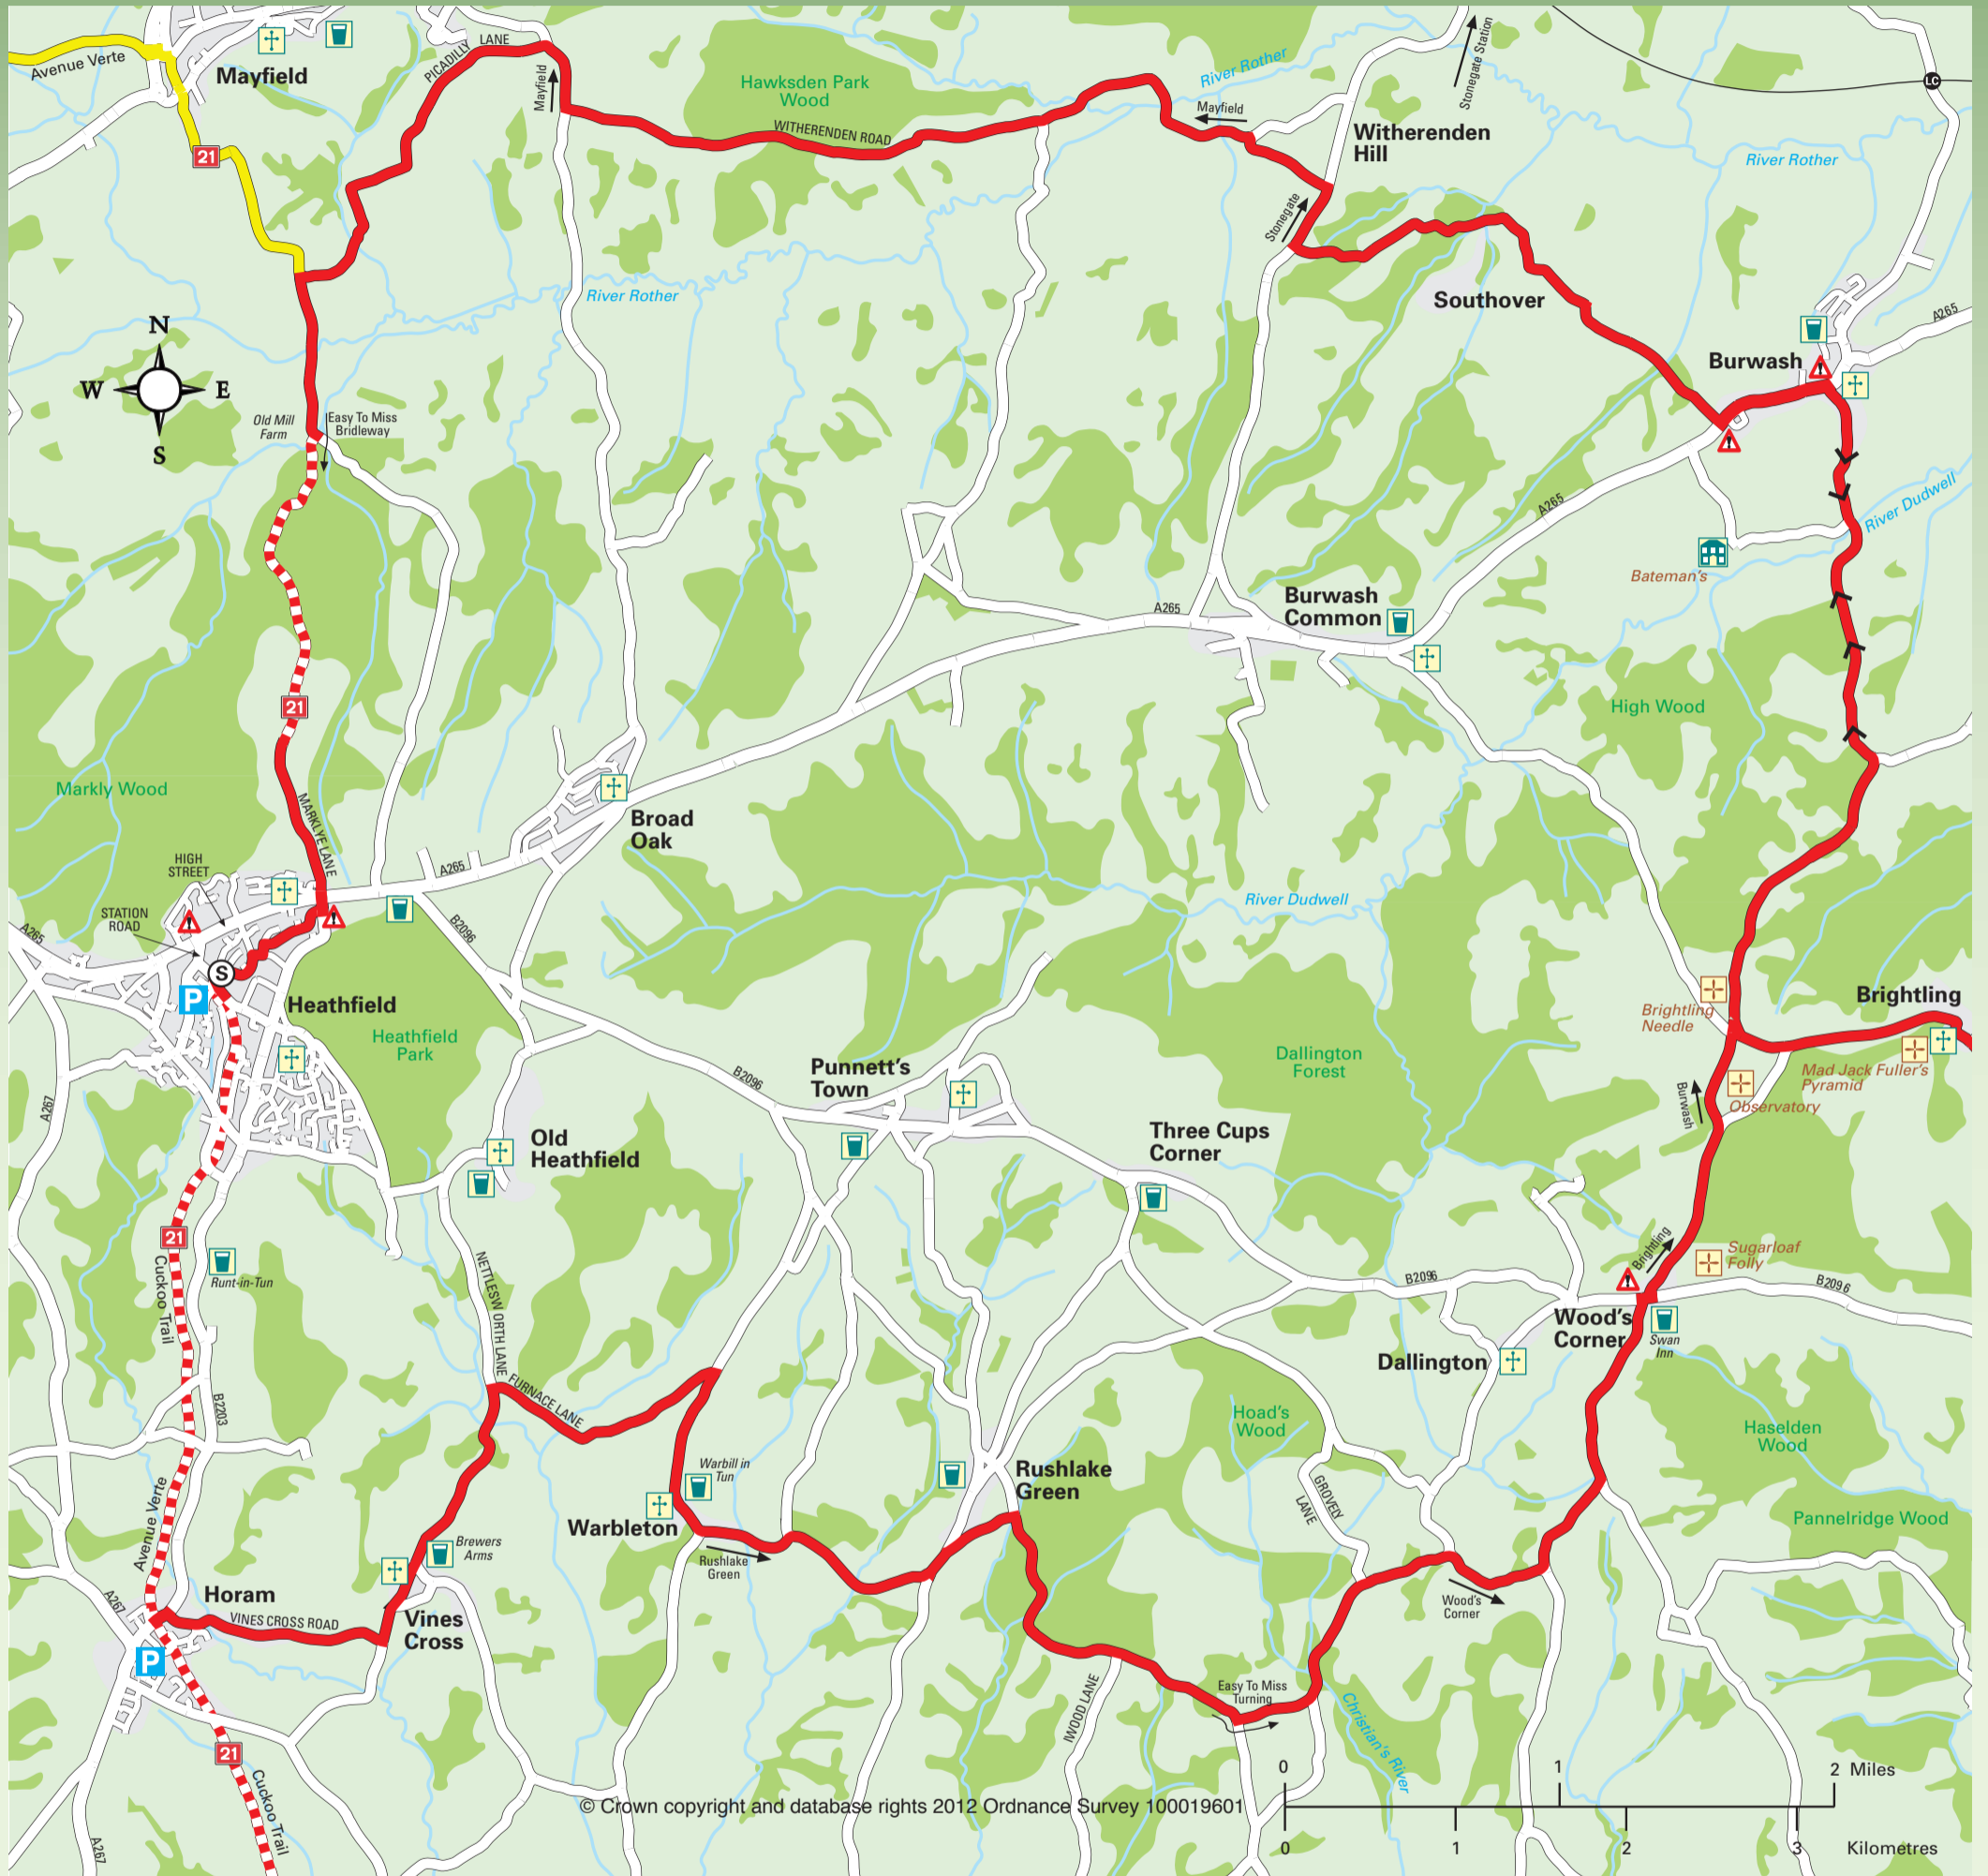 Avenue Verte
Mayfield
PICADILLY
LANE
Mayfield
Hawksden Park
Wood
WITHERENDEN ROAD
River Rother
Mayfield
Stonegate Station
LC
Witherenden
Hill
River Rother
21
Stonegate
River Rother
Southover
N
W
E
S
A265
Burwash
Old Mill
Farm
Easy To Miss
Bridleway
A265
River Dudwell
Bateman's
Burwash
Common
A265
21
High Wood
Markly Wood
MARKLYE LANE
Broad
Oak
HIGH
STREET
A265
STATION
ROAD
B2096
A265
River Dudwell
S
P
Heathfield
Heathfield
Park
Brightling
Needle
Brightling
Dallington
Forest
Punnett's
Town
B2096
Mad Jack Fuller's
Pyramid
Observatory
Burwash
A267
Old
Heathfield
Three Cups
Corner
21
Cuckoo Trail
Runt-in-Tun
NETTLESW ORTH LANE
Brightling
Sugarloaf
Folly
B2096
B2096
Wood's
Corner
Swan
Inn
Dallington
FURNACE LANE
B2203
Hoad's
Wood
Haselden
Wood
Warbill in
Tun
Rushlake
Green
GROVELY
LANE
Avenue Verte
Warbleton
Pannelridge Wood
Brewers
Arms
Rushlake
Green
A267
Horam
VINES CROSS ROAD
Vines
Cross
Wood's
Corner
P
IWOOD LANE
Easy To Miss
Turning
Christian's River
21
Cuckoo Trail
A267
0
1
2 Miles
© Crown copyright and database rights 2012 Ordnance Survey 100019601
0
1
2
3
Kilometres